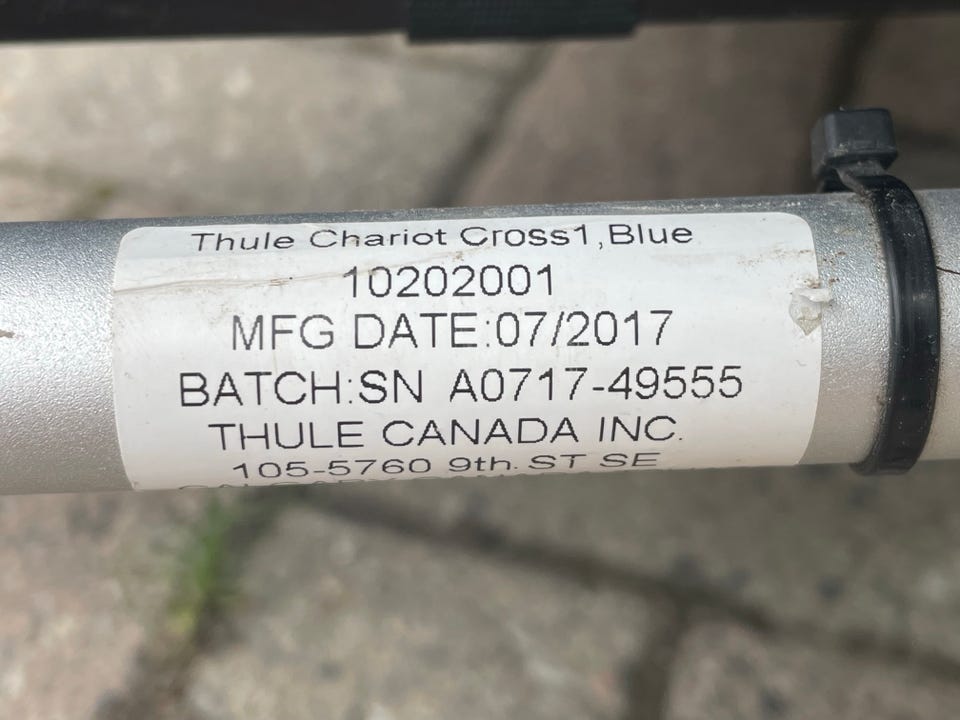 Thule Chariot Cross1,Blue
10202001
MFG DATE:07/2017
BATCH:SN A0717-49555
THULE CANADA INC.
105-5760 9th. ST SE